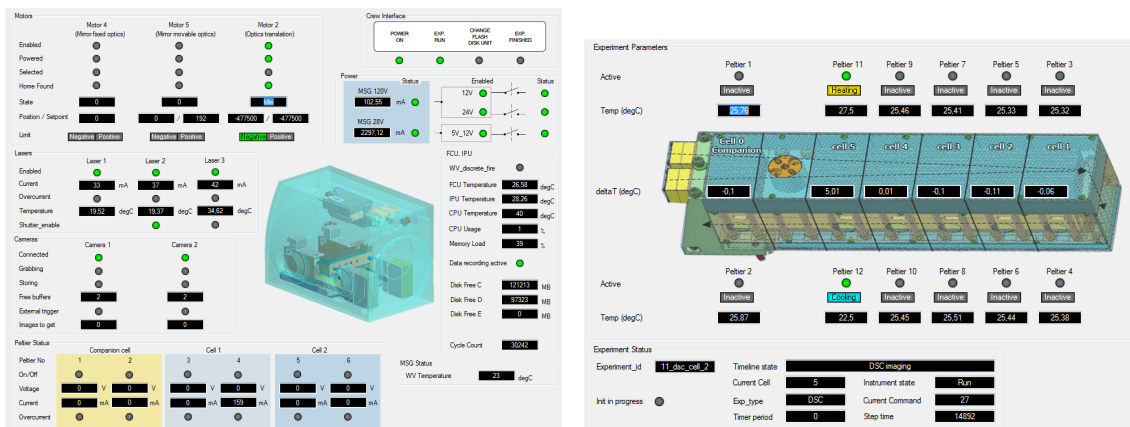 Motors
Motor 4 Motor 5 Motor 2
(Mirror fixed optics) (Mirror movable optics) (Optics translation)
Enabled
Powered
Selected
Home Found
State 0 0 Idle
Position / Setpoint 0 0 / 192 -477500 / -477500
Limit Negative Positive Negative Positive Negative Positive
Crew Interface
POWER ON EXP. RUN CHANGE FLASH DISK UNIT EXP. FINISHED
Power
Status Enabled Status
MSG 120V
102,55 mA
12V
24V
MSG 28V
2297,12 mA
5V_12V
Lasers
Laser 1 Laser 2 Laser 3
Enabled
Current 33 mA 37 mA 42 mA
Overcurrent
Temperature 19,52 degC 19,37 degC 34,62 degC
Shutter_enable
Cameras
Camera 1 Camera 2
Connected
Grabbing
Storing
Free buffers 2 2
External trigger
Images to get 0 0
FCU, IPU
WV_discrete_fire
FCU Temperature 26,58 degC
IPU Temperature 28,26 degC
CPU Temperature 40 degC
CPU Usage 1 %
Memory Load 39 %
Data recording active
Disk Free C 121213 MB
Disk Free D 97323 MB
Disk Free E 0 MB
Cycle Count 30242
Peltier Status
Companion cell Cell 1 Cell 2
Peltier No 1 2 3 4 5 6
On/Off
Voltage 0 V 0 V 0 0 V 0 0 V
Current 0 mA 0 mA 0 159 mA 0 0 mA
Overcurrent
MSG Status
WV Temperature 23 degC
Experiment Parameters
Peltier 1 Peltier 11 Peltier 9 Peltier 7 Peltier 5 Peltier 3
Active
Inactive Heating Inactive Inactive Inactive Inactive
Temp (degC) 25,76 27,5 25,46 25,41 25,33 25,32
Cell 0 Companion cell 5 cell 4 cell 3 cell 2 cell 1
deltaT (degC) -0,1 5,01 0,01 -0,1 -0,11 -0,06
Peltier 2 Peltier 12 Peltier 10 Peltier 8 Peltier 6 Peltier 4
Active
Inactive Cooling Inactive Inactive Inactive Inactive
Temp (degC) 25,87 22,5 25,45 25,51 25,44 25,38
Experiment Status
Experiment_id 11_dsc_cell_2 Timeline state DSC imaging
Current Cell 5 Instrument state Run
Init in progress Exp_type DSC Current Command 27
Timer period 0 Step time 14892